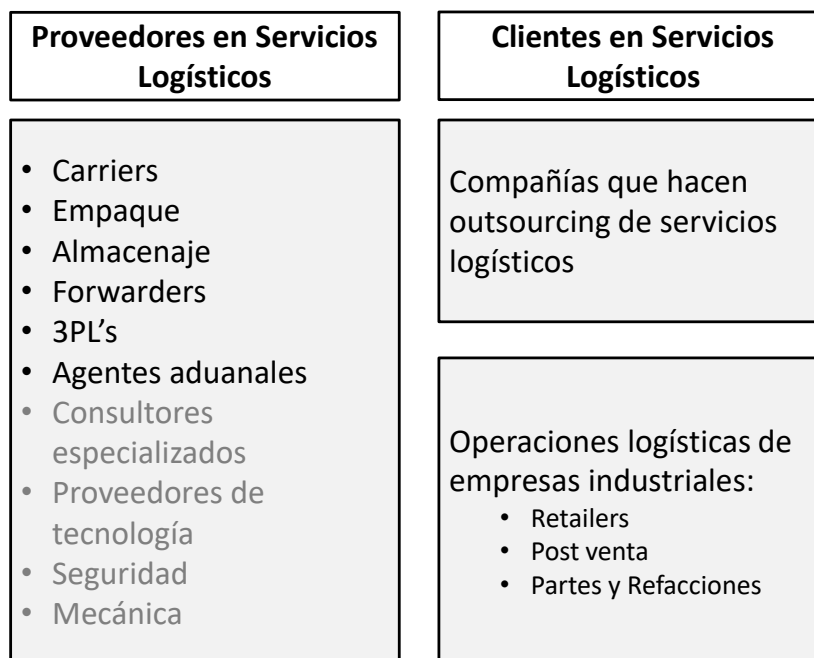 Proveedores en Servicios
Logísticos
• Carriers
• Empaque
• Almacenaje
• Forwarders
• 3PL’s
• Agentes aduanales
• Consultores
especializados
• Proveedores de
tecnología
• Seguridad
• Mecánica
Clientes en Servicios
Logísticos
Compañías que hacen
outsourcing de servicios
logísticos
Operaciones logísticas de
empresas industriales:
• Retailers
• Post venta
• Partes y Refacciones